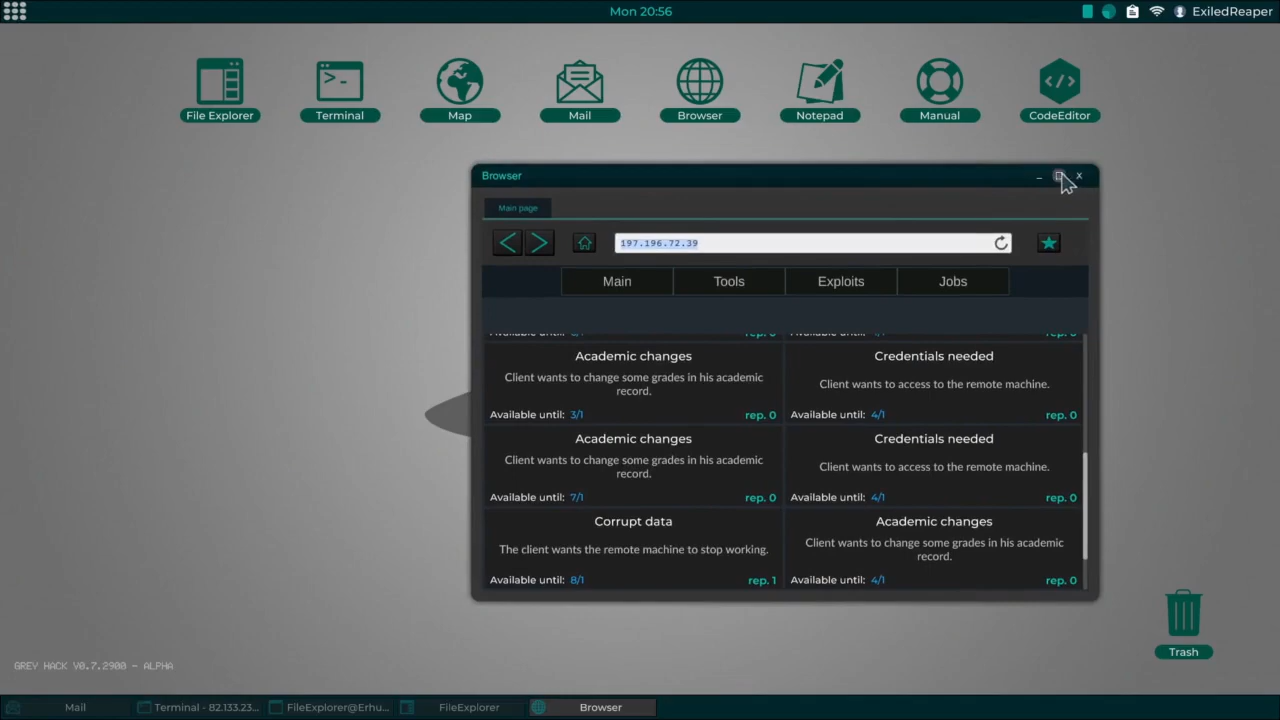 Mon 20:56
ExiledReaper
File Explorer
Terminal
Map
Mail
Browser
Notepad
Manual
CodeEditor
Browser
Main page
197.196.72.39
Main
Tools
Exploits
Jobs
Academic changes
Client wants to change some grades in his academic
record.
Available until: 3/1
rep. 0
Credentials needed
Client wants to access to the remote machine.
Available until: 4/1
rep. 0
Academic changes
Client wants to change some grades in his academic
record.
Available until: 7/1
rep. 0
Credentials needed
Client wants to access to the remote machine.
Available until: 4/1
rep. 0
Corrupt data
The client wants the remote machine to stop working.
Available until: 8/1
rep. 1
Academic changes
Client wants to change some grades in his academic
record.
Available until: 4/1
rep. 0
Trash
GREY HACK V0.7.2900 - ALPHA
Mail
Terminal - 82.133.23...
FileExplorer@Erhu...
FileExplorer
Browser